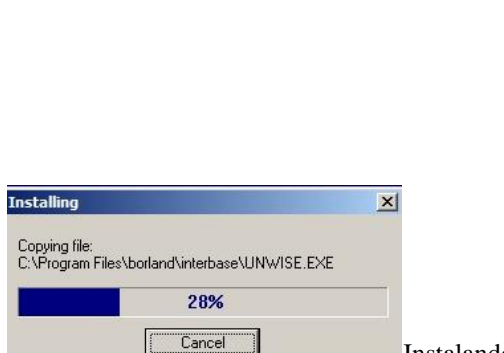 Installing
Copying file:
C:\Program Files\borland\interbase\UNWISE.EXE
28%
Cancel